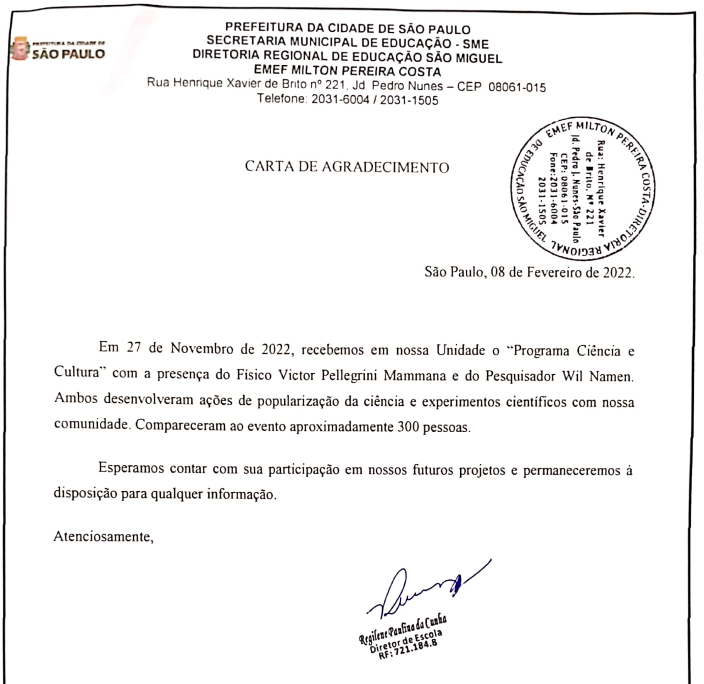 PREFEITURA DA CIDADE DE SÃO PAULO
SECRETARIA MUNICIPAL DE EDUCAÇÃO - SME
DIRETORIA REGIONAL DE EDUCAÇÃO SÃO MIGUEL
EMEF MILTON PEREIRA COSTA
Rua Henrique Xavier de Brito nº 221, Jd. Pedro Nunes – CEP 08061-015
Telefone: 2031-6004 / 2031-1505
PREFEITURA DA CIDADE DE
SÃO PAULO
EMEF MILTON PEREIRA COSTA-DIRETORIA REGIONAL DE EDUCAÇÃO SÃO MIGUEL
Rua: Henrique Xavier
de Brito, Nº 221
Jd. Pedro J. Nunes-São Paulo
CEP: 08061-015
Fone:2031-6004
2031-1505
CARTA DE AGRADECIMENTO
São Paulo, 08 de Fevereiro de 2022.
Em 27 de Novembro de 2022, recebemos em nossa Unidade o “Programa Ciência e
Cultura” com a presença do Físico Victor Pellegrini Mammana e do Pesquisador Wil Namen.
Ambos desenvolveram ações de popularização da ciência e experimentos científicos com nossa
comunidade. Compareceram ao evento aproximadamente 300 pessoas.
Esperamos contar com sua participação em nossos futuros projetos e permaneceremos à
disposição para qualquer informação.
Atenciosamente,
Regilene Paulina da Cunha
Diretor de Escola
RF: 721.184.8